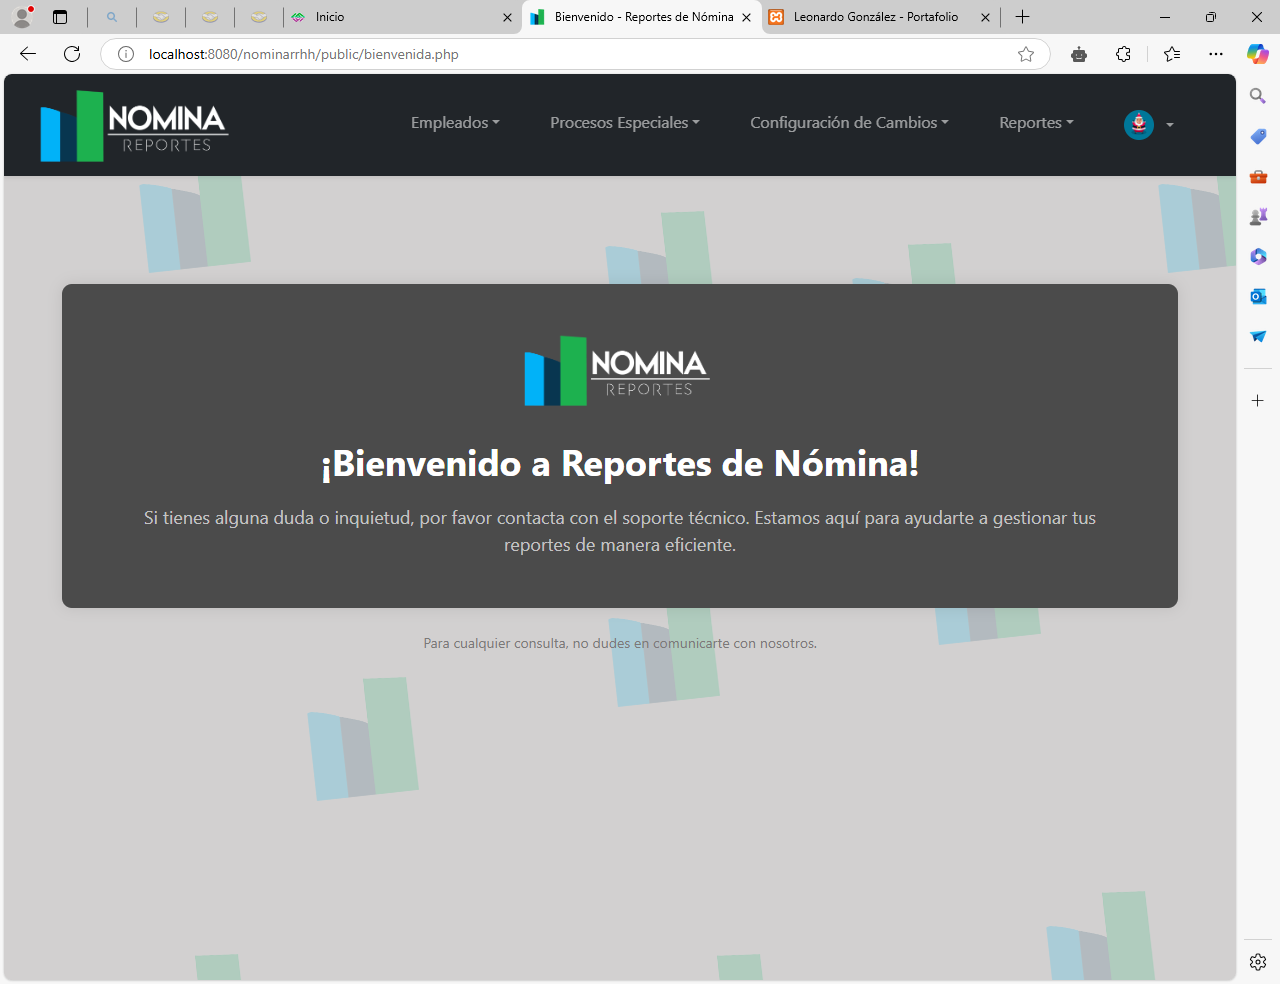 Inicio
Bienvenido - Reportes de Nómina
Leonardo González - Portafolio
localhost:8080/nominarrhh/public/bienvenida.php
NOMINA
REPORTES
Empleados
Procesos Especiales
Configuración de Cambios
Reportes
NOMINA
REPORTES
¡Bienvenido a Reportes de Nómina!
Si tienes alguna duda o inquietud, por favor contacta con el soporte técnico. Estamos aquí para ayudarte a gestionar tus
reportes de manera eficiente.
Para cualquier consulta, no dudes en comunicarte con nosotros.